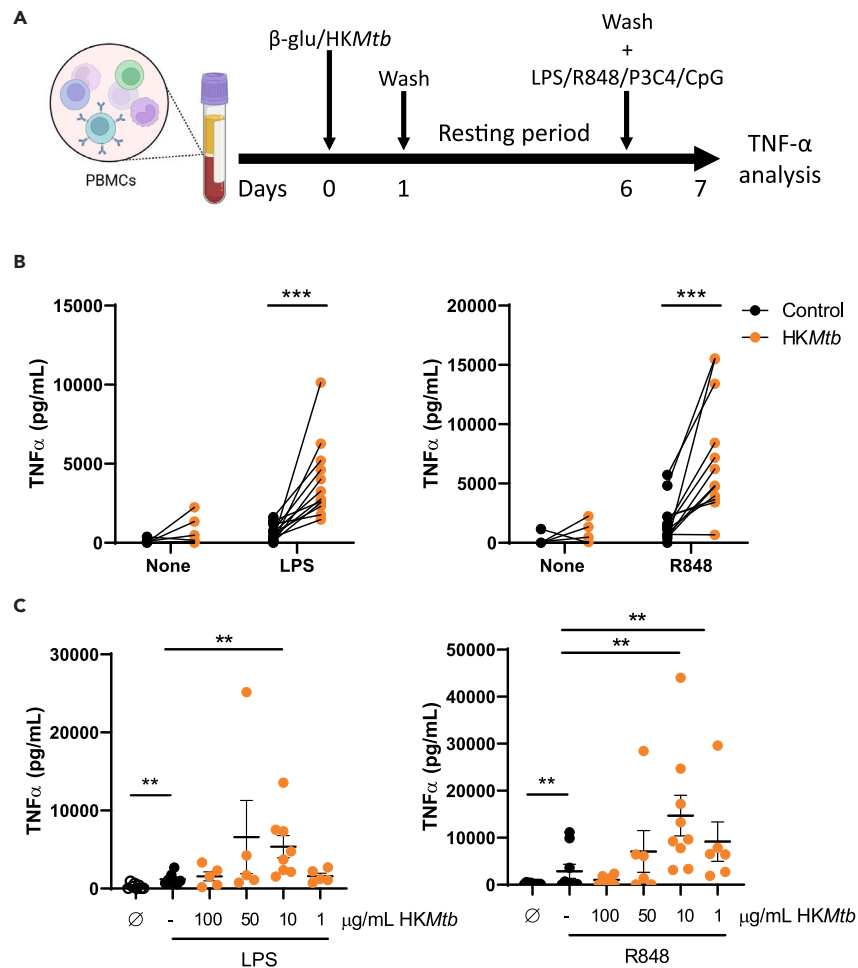 A
β-glu/HKMtb
Wash
Wash
+
LPS/R848/P3C4/CpG
Resting period
PBMCs
Days 0 1 6 7
TNF-α
analysis
B
***
15000
10000
5000
0
TNFα (pg/mL)
None LPS
***
20000
15000
10000
5000
0
TNFα (pg/mL)
None R848
Control
HKMtb
C
**
**
30000
20000
10000
0
TNFα (pg/mL)
∅ - 100 50 10 1 μg/mL HKMtb
LPS
**
**
**
50000
40000
30000
20000
10000
0
TNFα (pg/mL)
∅ - 100 50 10 1 μg/mL HKMtb
R848